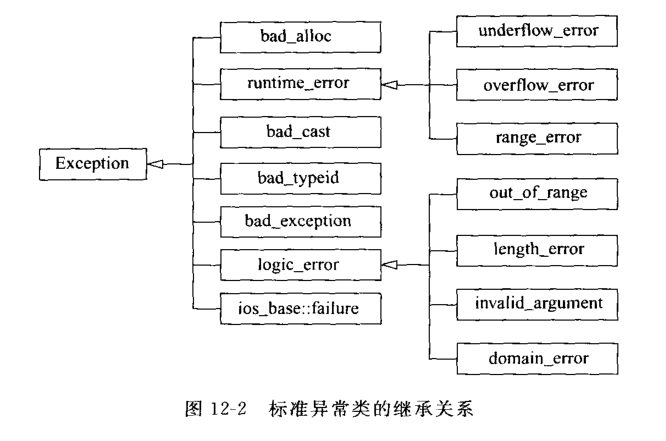 Exception
bad_alloc
runtime_error
bad_cast
bad_typeid
bad_exception
logic_error
ios_base::failure
underflow_error
overflow_error
range_error
out_of_range
length_error
invalid_argument
domain_error
图 12-2 标准异常类的继承关系